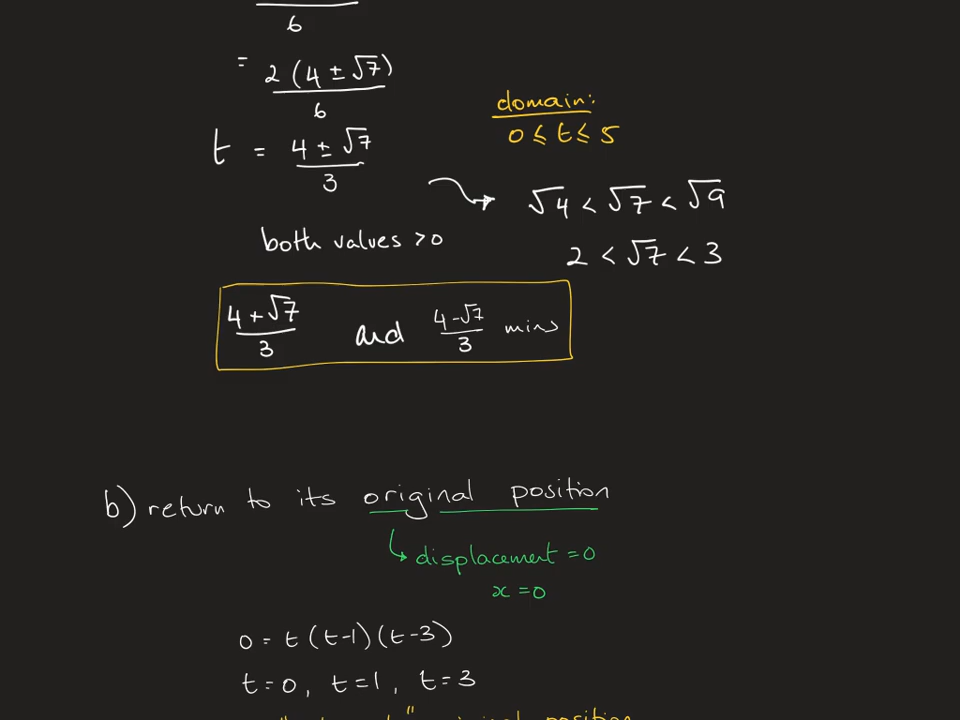 6
= 2(4 ± √7)
6
t = 4 ± √7
3
domain:
0 ≤ t ≤ 5
√4 < √7 < √9
2 < √7 < 3
both values > 0
4+√7
3
and
4-√7
3
mins
b) return to its original position
↳ displacement = 0
x = 0
0 = t(t-1)(t-3)
t=0, t=1, t=3
original position